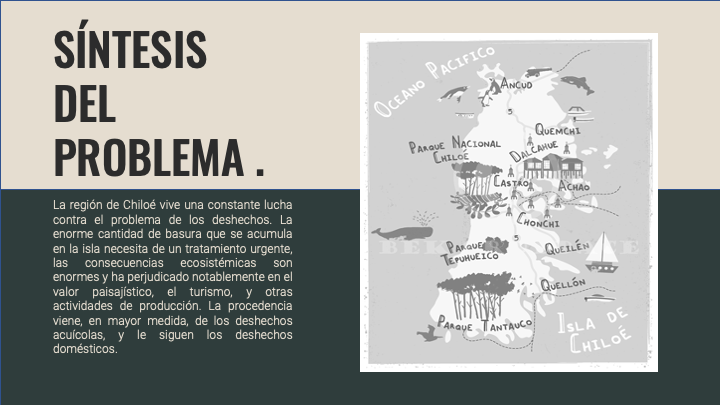 SÍNTESIS
DEL
PROBLEMA .
La región de Chiloé vive una constante lucha
contra el problema de los deshechos. La
enorme cantidad de basura que se acumula
en la isla necesita de un tratamiento urgente,
las consecuencias ecosistémicas son
enormes y ha perjudicado notablemente en el
valor paisajístico, el turismo, y otras
actividades de producción. La procedencia
viene, en mayor medida, de los deshechos
acuícolas, y le siguen los deshechos
domésticos.
OCEANO PACIFICO
ANCUD
5
QUEMCHI
PARQUE NACIONAL
CHILOÉ
DALCAHUE
CASTRO
ACHAO
CHONCHI
5
PARQUE
TEPUHUEICO
QUEILÉN
QUELLÓN
PARQUE TANTAUCO
ISLA DE
CHILOÉ